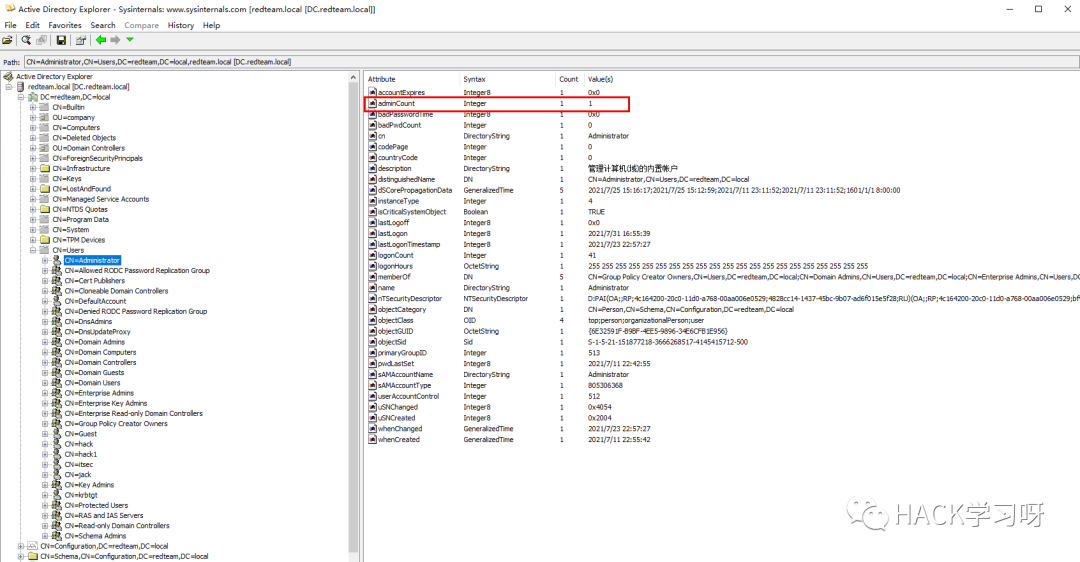 Active Directory Explorer - Sysinternals: www.sysinternals.com [redteam.local [DC.redteam.local]]
File Edit Favorites Search Compare History Help
Path: CN=Administrator,CN=Users,DC=redteam,DC=local,redteam.local [DC.redteam.local]
Active Directory Explorer
redteam.local [DC.redteam.local]
DC=redteam,DC=local
CN=Builtin
OU=company
CN=Computers
CN=Deleted Objects
OU=Domain Controllers
CN=ForeignSecurityPrincipals
CN=Infrastructure
CN=Keys
CN=LostAndFound
CN=Managed Service Accounts
CN=NTDS Quotas
CN=Program Data
CN=System
CN=TPM Devices
CN=Users
CN=Administrator
CN=Allowed RODC Password Replication Group
CN=Cert Publishers
CN=Cloneable Domain Controllers
CN=DefaultAccount
CN=Denied RODC Password Replication Group
CN=DnsAdmins
CN=DnsUpdateProxy
CN=Domain Admins
CN=Domain Computers
CN=Domain Controllers
CN=Domain Guests
CN=Domain Users
CN=Enterprise Admins
CN=Enterprise Key Admins
CN=Enterprise Read-only Domain Controllers
CN=Group Policy Creator Owners
CN=Guest
CN=hack
CN=hack1
CN=itsec
CN=jack
CN=Key Admins
CN=krbtgt
CN=Protected Users
CN=RAS and IAS Servers
CN=Read-only Domain Controllers
CN=Schema Admins
CN=Configuration,DC=redteam,DC=local
CN=Schema,CN=Configuration,DC=redteam,DC=local
Attribute Syntax Count Value(s)
accountExpires Integer8 1 0x0
adminCount Integer 1 1
badPasswordTime Integer8 1 0x0
badPwdCount Integer 1 0
cn DirectoryString 1 Administrator
codePage Integer 1 0
countryCode Integer 1 0
description DirectoryString 1 管理计算机(域)的内置帐户
distinguishedName DN 1 CN=Administrator,CN=Users,DC=redteam,DC=local
dSCorePropagationData GeneralizedTime 5 2021/7/25 15:16:17;2021/7/25 15:12:59;2021/7/11 23:11:52;2021/7/11 23:11:52;1601/1/1 8:00:00
instanceType Integer 1 4
isCriticalSystemObject Boolean 1 TRUE
lastLogoff Integer8 1 0x0
lastLogon Integer8 1 2021/7/31 16:55:39
lastLogonTimestamp Integer8 1 2021/7/23 22:57:27
logonCount Integer 1 41
logonHours OctetString 1 255 255 255 255 255 255 255 255 255 255 255 255 255 255 255 255 255 255 255 255 255
memberOf DN 5 CN=Group Policy Creator Owners,CN=Users,DC=redteam,DC=local;CN=Domain Admins,CN=Users,DC=redteam,DC=local;CN=Enterprise Admins,CN=Users,DC
name DirectoryString 1 Administrator
nTSecurityDescriptor NTSecurityDescriptor 1 D:PAI(OA;;RP;4c164200-20c0-11d0-a768-00aa006e0529;4828cc14-1437-45bc-9b07-ad6f015e5f28;RU)(OA;;RP;4c164200-20c0-11d0-a768-00aa006e0529;bf
objectCategory DN 1 CN=Person,CN=Schema,CN=Configuration,DC=redteam,DC=local
objectClass OID 4 top;person;organizationalPerson;user
objectGUID OctetString 1 {6E32591F-B9BF-4EE5-9896-34E6CFB1E956}
objectSid Sid 1 S-1-5-21-151877218-3666268517-4145415712-500
primaryGroupID Integer 1 513
pwdLastSet Integer8 1 2021/7/11 22:42:55
sAMAccountName DirectoryString 1 Administrator
sAMAccountType Integer 1 805306368
userAccountControl Integer 1 512
uSNChanged Integer8 1 0x4054
uSNCreated Integer8 1 0x2004
whenChanged GeneralizedTime 1 2021/7/23 22:57:27
whenCreated GeneralizedTime 1 2021/7/11 22:55:42
HACK学习呀